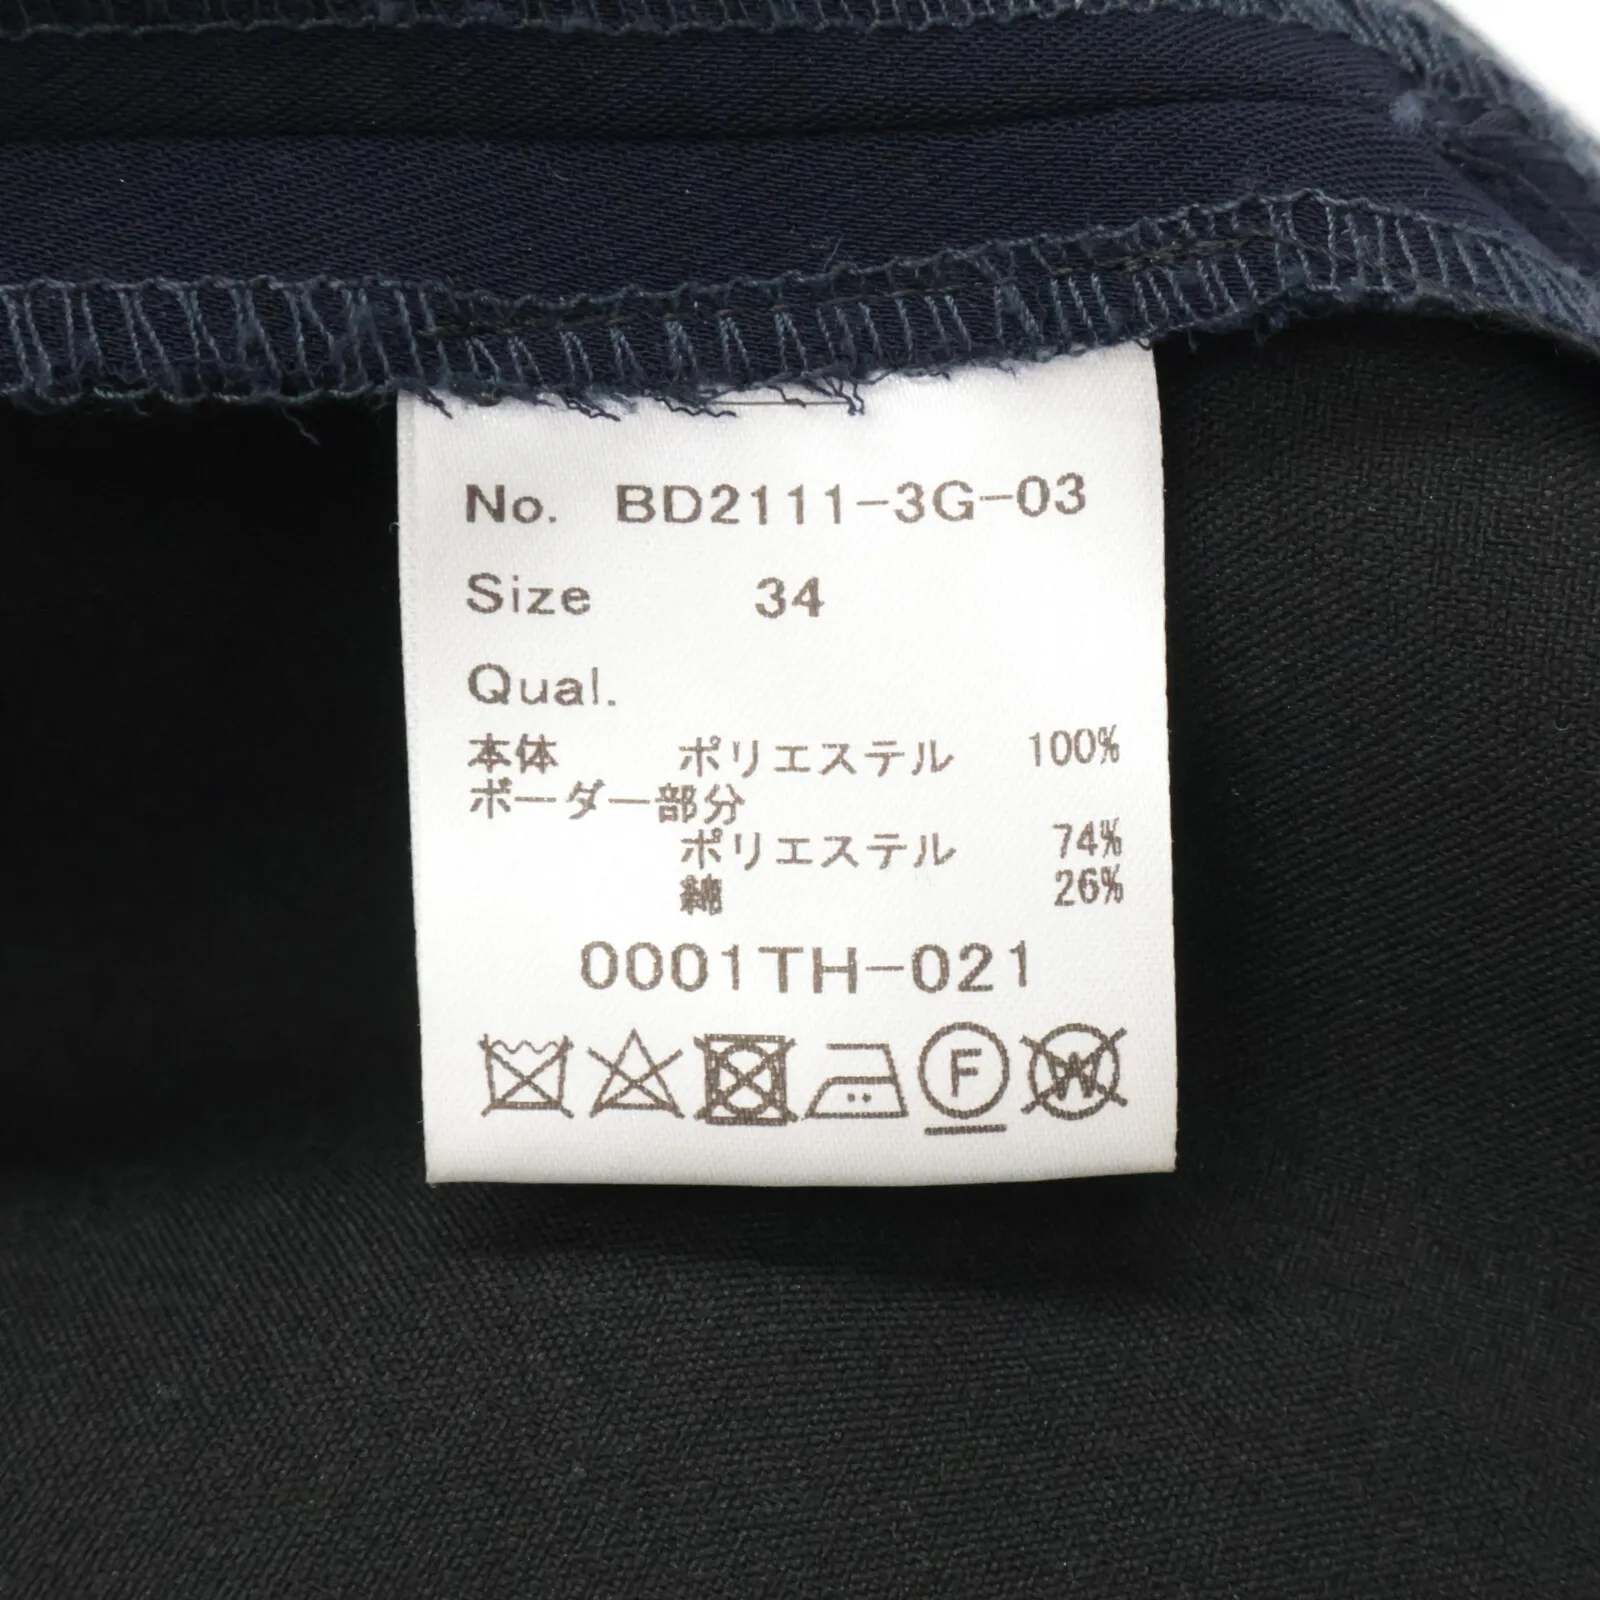 No. BD2111-3G-03
Size 34
Qual.
本体 ポリエステル 100%
ボーダー部分
ポリエステル 74%
綿 26%
0001TH-021
F W